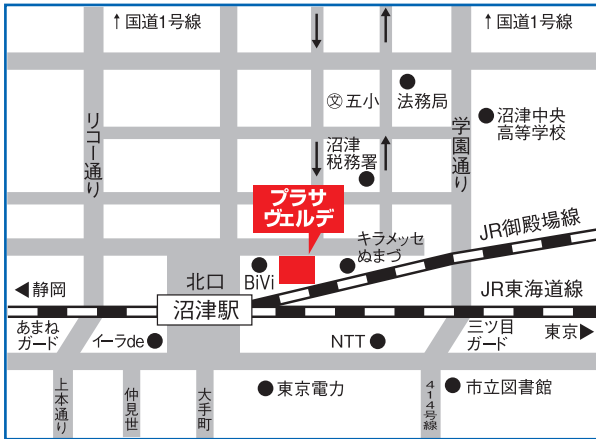 ↑国道1号線
↑国道1号線
㊫五小
法務局
沼津中央
高等学校
リコー通り
学園通り
沼津
税務署
プラサ
ヴェルデ
キラメッセ
ぬまづ
JR御殿場線
北口
BiVi
◀静岡
沼津駅
JR東海道線
あまね
ガード
イーラde
NTT
三ツ目
ガード
東京▶
上本通り
仲見世
大手町
東京電力
414号線
市立図書館